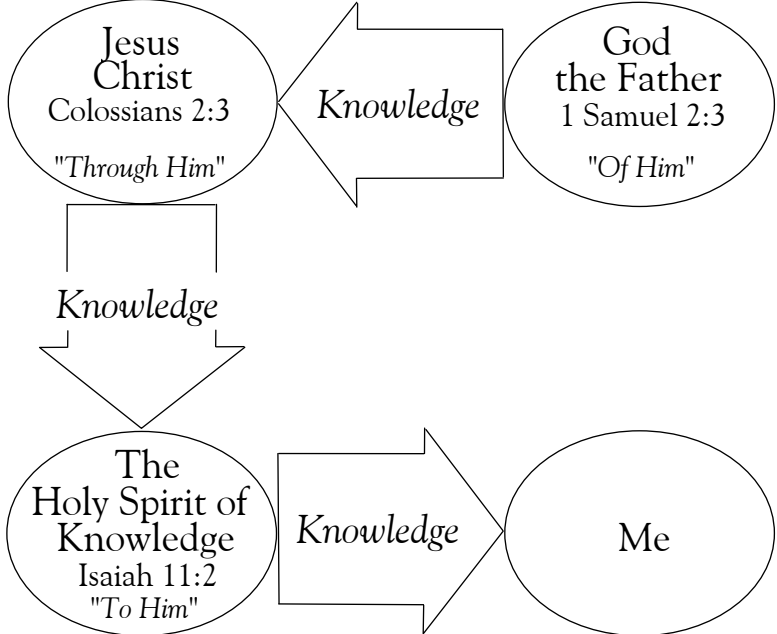 Jesus
Christ
Colossians 2:3
"Through Him"
Knowledge
God
the Father
1 Samuel 2:3
"Of Him"
Knowledge
The
Holy Spirit of
Knowledge
Isaiah 11:2
"To Him"
Knowledge
Me